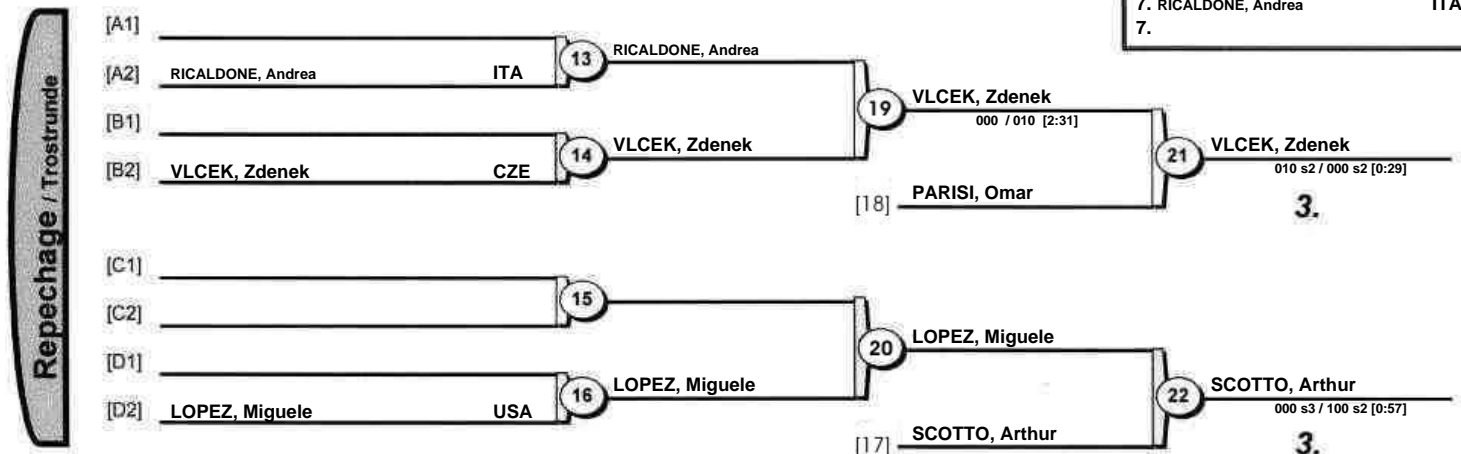 7. RICALDONE, Andrea ITA
7.
Repechage / Trostrunde
[A1]
[A2] RICALDONE, Andrea ITA
13 RICALDONE, Andrea
[B1]
[B2] VLCEK, Zdenek CZE
14 VLCEK, Zdenek
19 VLCEK, Zdenek
000 / 010 [2:31]
[18] PARISI, Omar
21 VLCEK, Zdenek
010 s2 / 000 s2 [0:29]
3.
[C1]
[C2]
15
[D1]
[D2] LOPEZ, Miguele USA
16 LOPEZ, Miguele
20 LOPEZ, Miguele
[17] SCOTTO, Arthur
22 SCOTTO, Arthur
000 s3 / 100 s2 [0:57]
3.